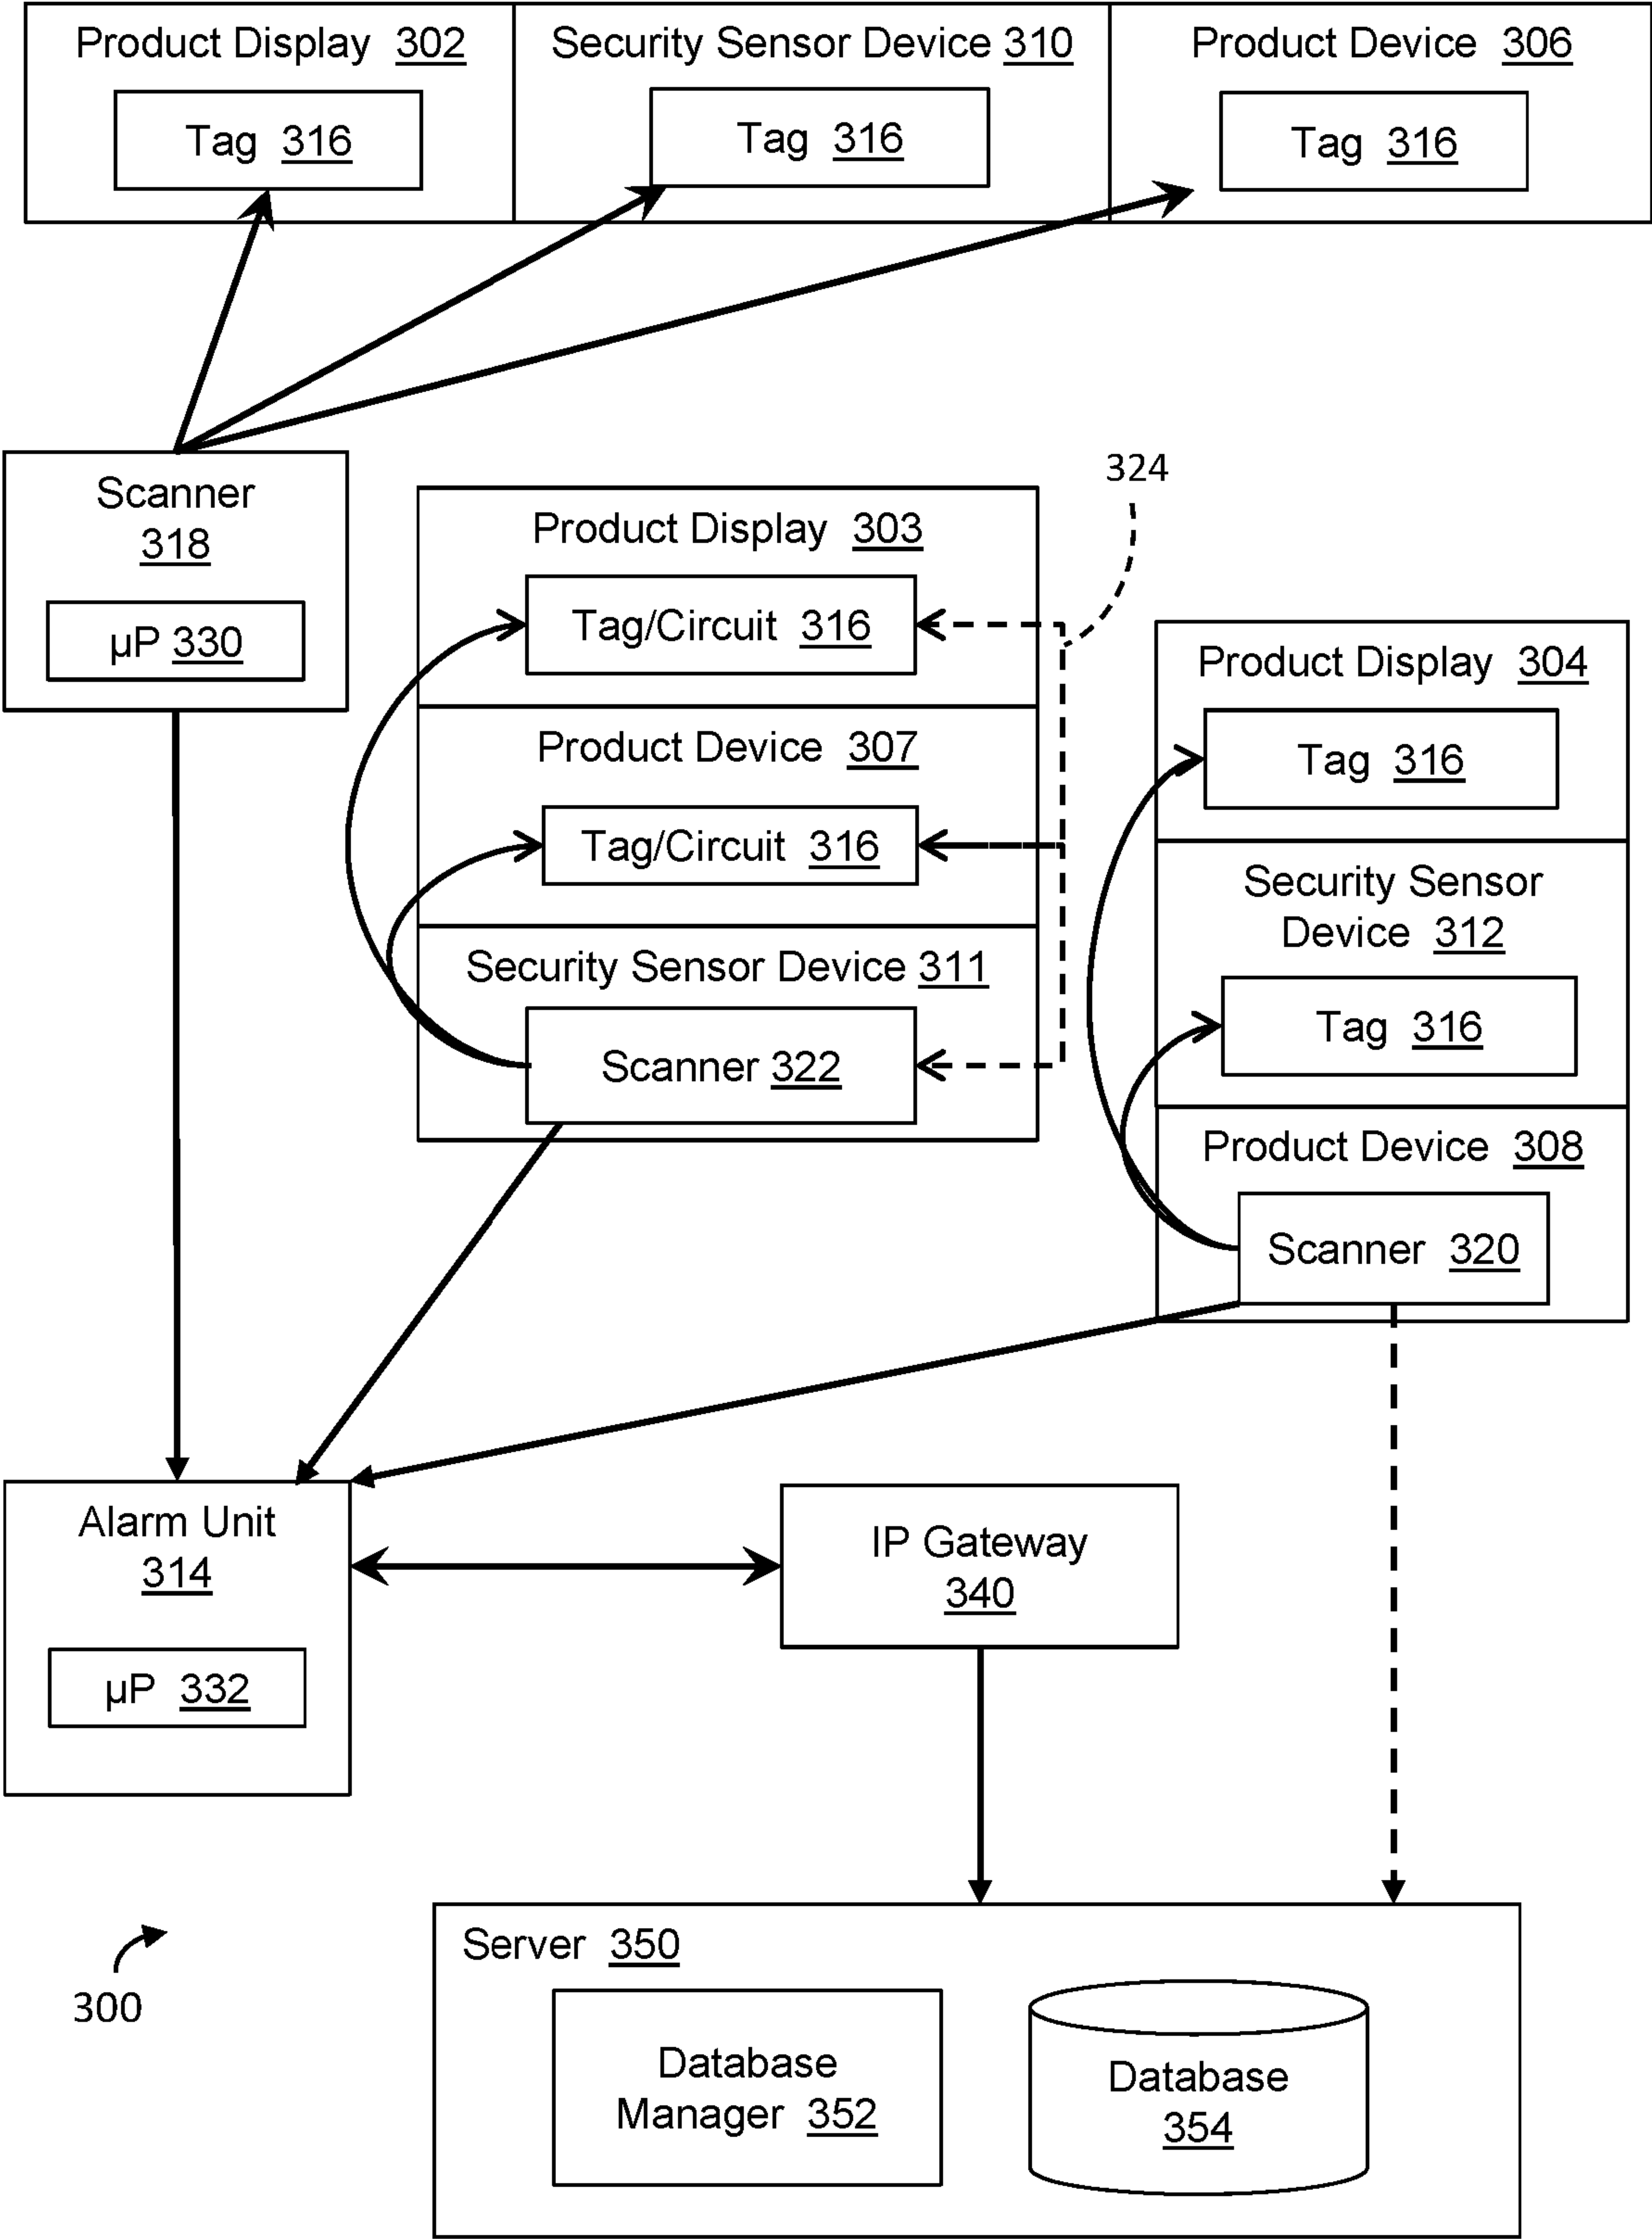 Product Display 302
Tag 316
Security Sensor Device 310
Tag 316
Product Device 306
Tag 316
Scanner
318
µP 330
324
Product Display 303
Tag/Circuit 316
Product Device 307
Tag/Circuit 316
Security Sensor Device 311
Scanner 322
Product Display 304
Tag 316
Security Sensor
Device 312
Tag 316
Product Device 308
Scanner 320
Alarm Unit
314
µP 332
IP Gateway
340
300
Server 350
Database
Manager 352
Database
354